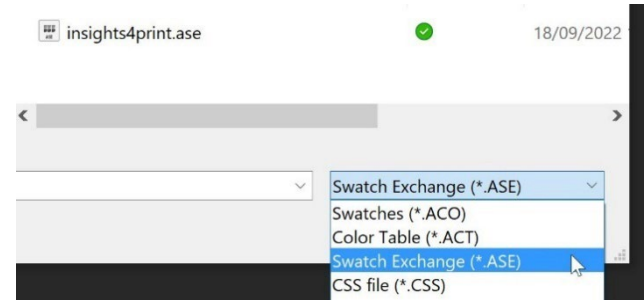 insights4print.ase 18/09/2022
Swatch Exchange (*.ASE)
Swatches (*.ACO)
Color Table (*.ACT)
Swatch Exchange (*.ASE)
CSS file (*.CSS)